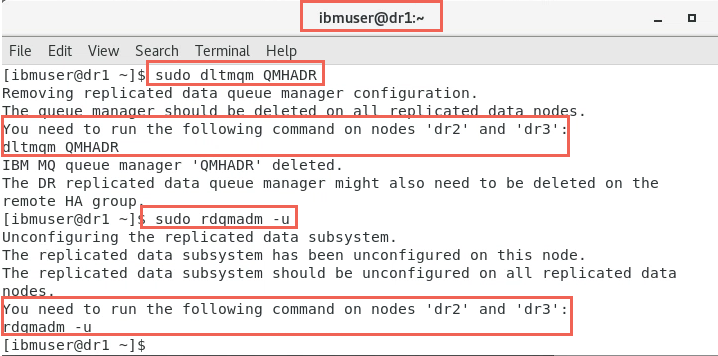 ibmuser@dr1:~
File Edit View Search Terminal Help
[ibmuser@dr1 ~]$ sudo dltmqm QMHADR
Removing replicated data queue manager configuration.
The queue manager should be deleted on all replicated data nodes.
You need to run the following command on nodes 'dr2' and 'dr3':
dltmqm QMHADR
IBM MQ queue manager 'QMHADR' deleted.
The DR replicated data queue manager might also need to be deleted on the
remote HA group.
[ibmuser@dr1 ~]$ sudo rdqmadm -u
Unconfiguring the replicated data subsystem.
The replicated data subsystem has been unconfigured on this node.
The replicated data subsystem should be unconfigured on all replicated data
nodes.
You need to run the following command on nodes 'dr2' and 'dr3':
rdqmadm -u
[ibmuser@dr1 ~]$